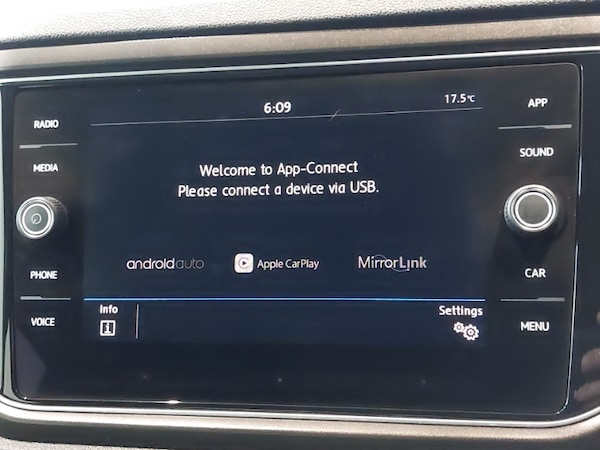 6:09
17.5°C
RADIO
MEDIA
PHONE
VOICE
Welcome to App-Connect
Please connect a device via USB.
androidauto
Apple CarPlay
MirrorLink
Info
i
Settings
APP
SOUND
CAR
MENU